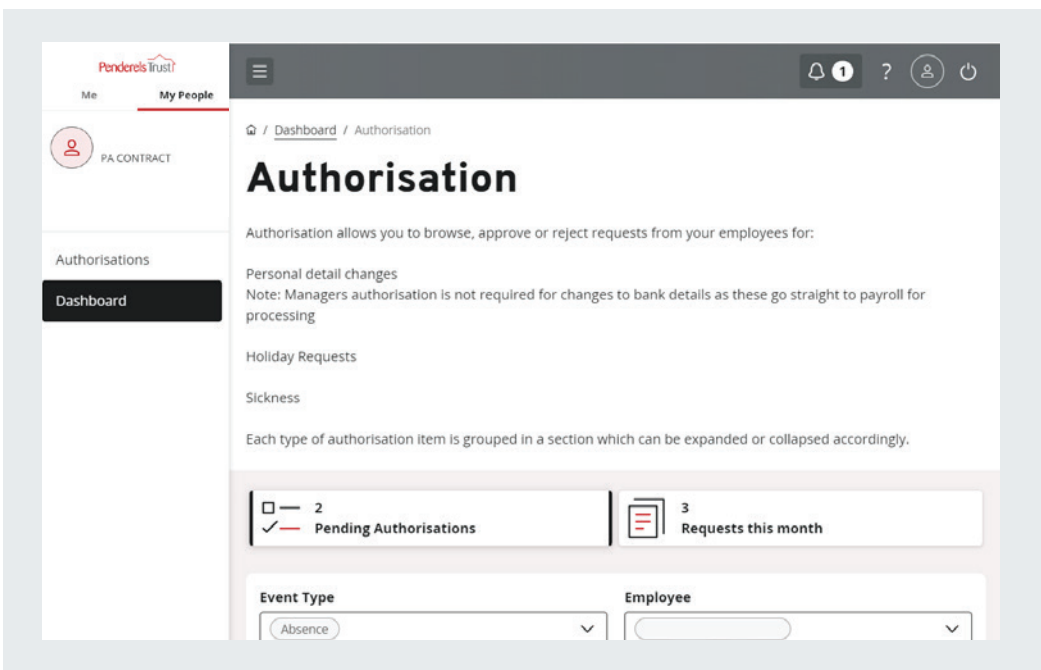 Penderels Trust
Me My People
1 ?
PA CONTRACT
Authorisations
Dashboard
/ Dashboard / Authorisation
Authorisation
Authorisation allows you to browse, approve or reject requests from your employees for:
Personal detail changes
Note: Managers authorisation is not required for changes to bank details as these go straight to payroll for
processing
Holiday Requests
Sickness
Each type of authorisation item is grouped in a section which can be expanded or collapsed accordingly.
2
Pending Authorisations
3
Requests this month
Event Type
Absence
Employee